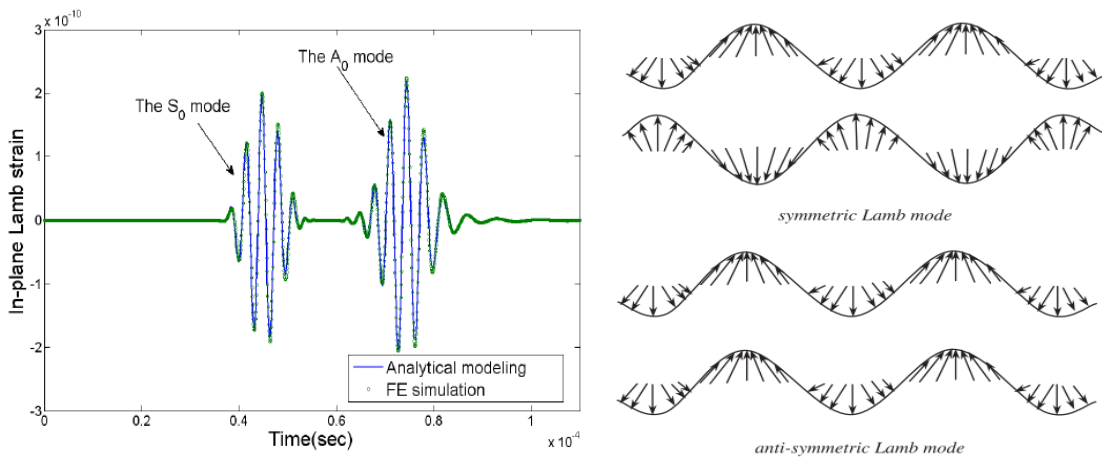 x 10⁻¹⁰
3
2
1
0
-1
-2
-3
In-plane Lamb strain
The S₀ mode
The A₀ mode
Analytical modeling
FE simulation
0 0.2 0.4 0.6 0.8 1
Time(sec)
x 10⁻⁴
symmetric Lamb mode
anti-symmetric Lamb mode